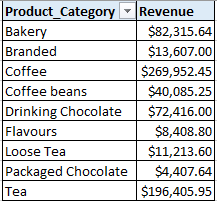 Product_Category Revenue
Bakery $82,315.64
Branded $13,607.00
Coffee $269,952.45
Coffee beans $40,085.25
Drinking Chocolate $72,416.00
Flavours $8,408.80
Loose Tea $11,213.60
Packaged Chocolate $4,407.64
Tea $196,405.95